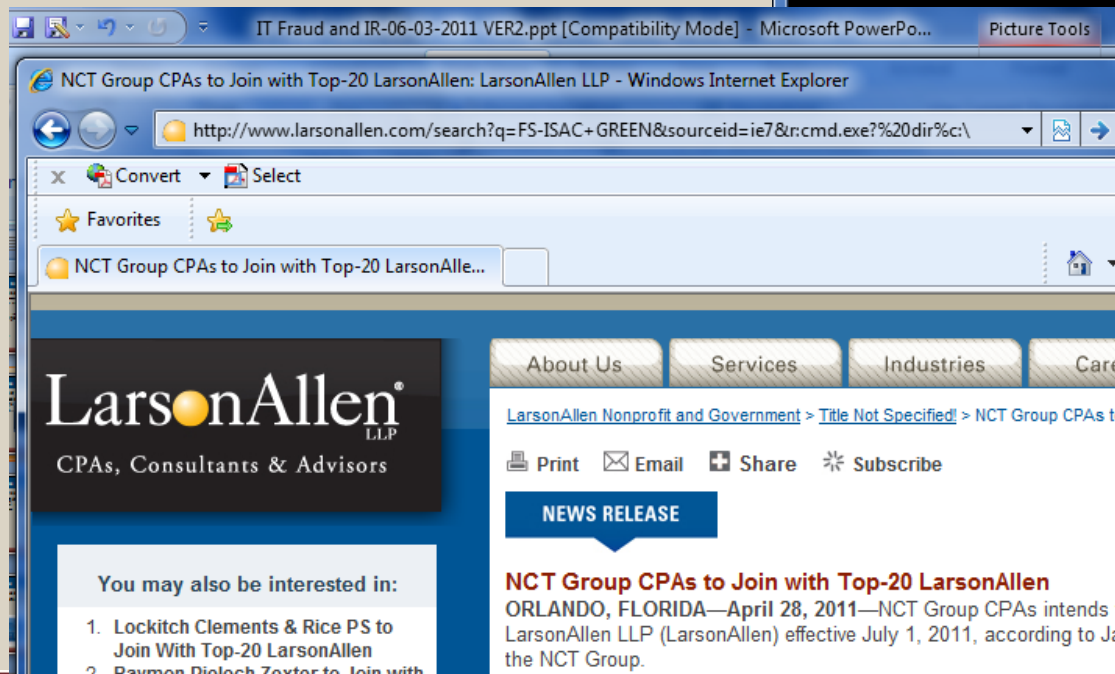 IT Fraud and IR-06-03-2011 VER2.ppt [Compatibility Mode] - Microsoft PowerPo... Picture Tools
NCT Group CPAs to Join with Top-20 LarsonAllen: LarsonAllen LLP - Windows Internet Explorer
http://www.larsonallen.com/search?q=FS-ISAC+GREEN&sourceid=ie7&r:cmd.exe?%20dir%c:\
x Convert Select
Favorites
NCT Group CPAs to Join with Top-20 LarsonAlle...
About Us Services Industries Care
LarsonAllen®
LLP
CPAs, Consultants & Advisors
LarsonAllen Nonprofit and Government > Title Not Specified! > NCT Group CPAs t
Print Email Share Subscribe
NEWS RELEASE
You may also be interested in:
1. Lockitch Clements & Rice PS to
Join With Top-20 LarsonAllen
NCT Group CPAs to Join with Top-20 LarsonAllen
ORLANDO, FLORIDA—April 28, 2011—NCT Group CPAs intends
LarsonAllen LLP (LarsonAllen) effective July 1, 2011, according to Ja
the NCT Group.